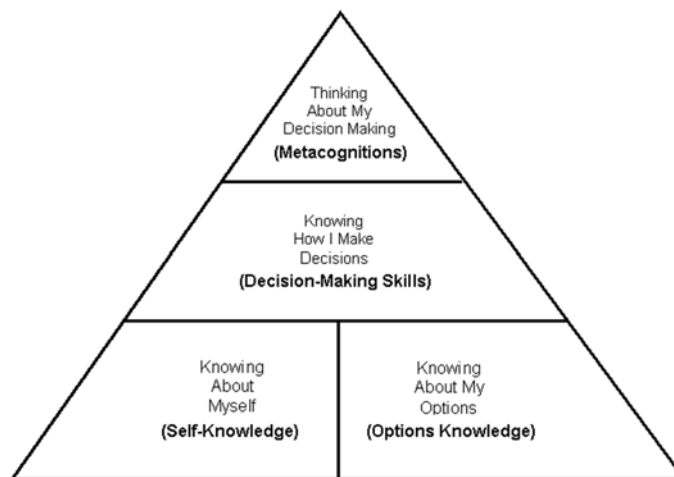 Thinking
About My
Decision Making
(Metacognitions)
Knowing
How I Make
Decisions
(Decision-Making Skills)
Knowing
About
Myself
(Self-Knowledge)
Knowing
About My
Options
(Options Knowledge)